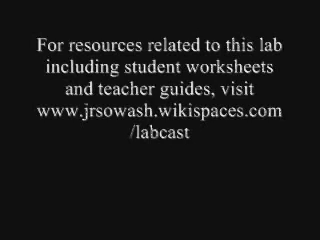 For resources related to this lab
including student worksheets
and teacher guides, visit
www.jrsowash.wikispaces.com
/labcast